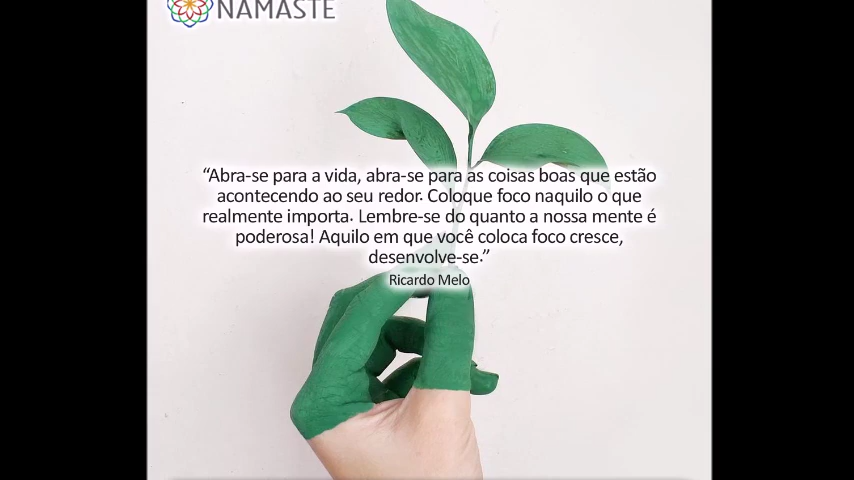 NAMASTÊ
“Abra-se para a vida, abra-se para as coisas boas que estão
acontecendo ao seu redor. Coloque foco naquilo o que
realmente importa. Lembre-se do quanto a nossa mente é
poderosa! Aquilo em que você coloca foco cresce,
desenvolve-se.”
Ricardo Melo